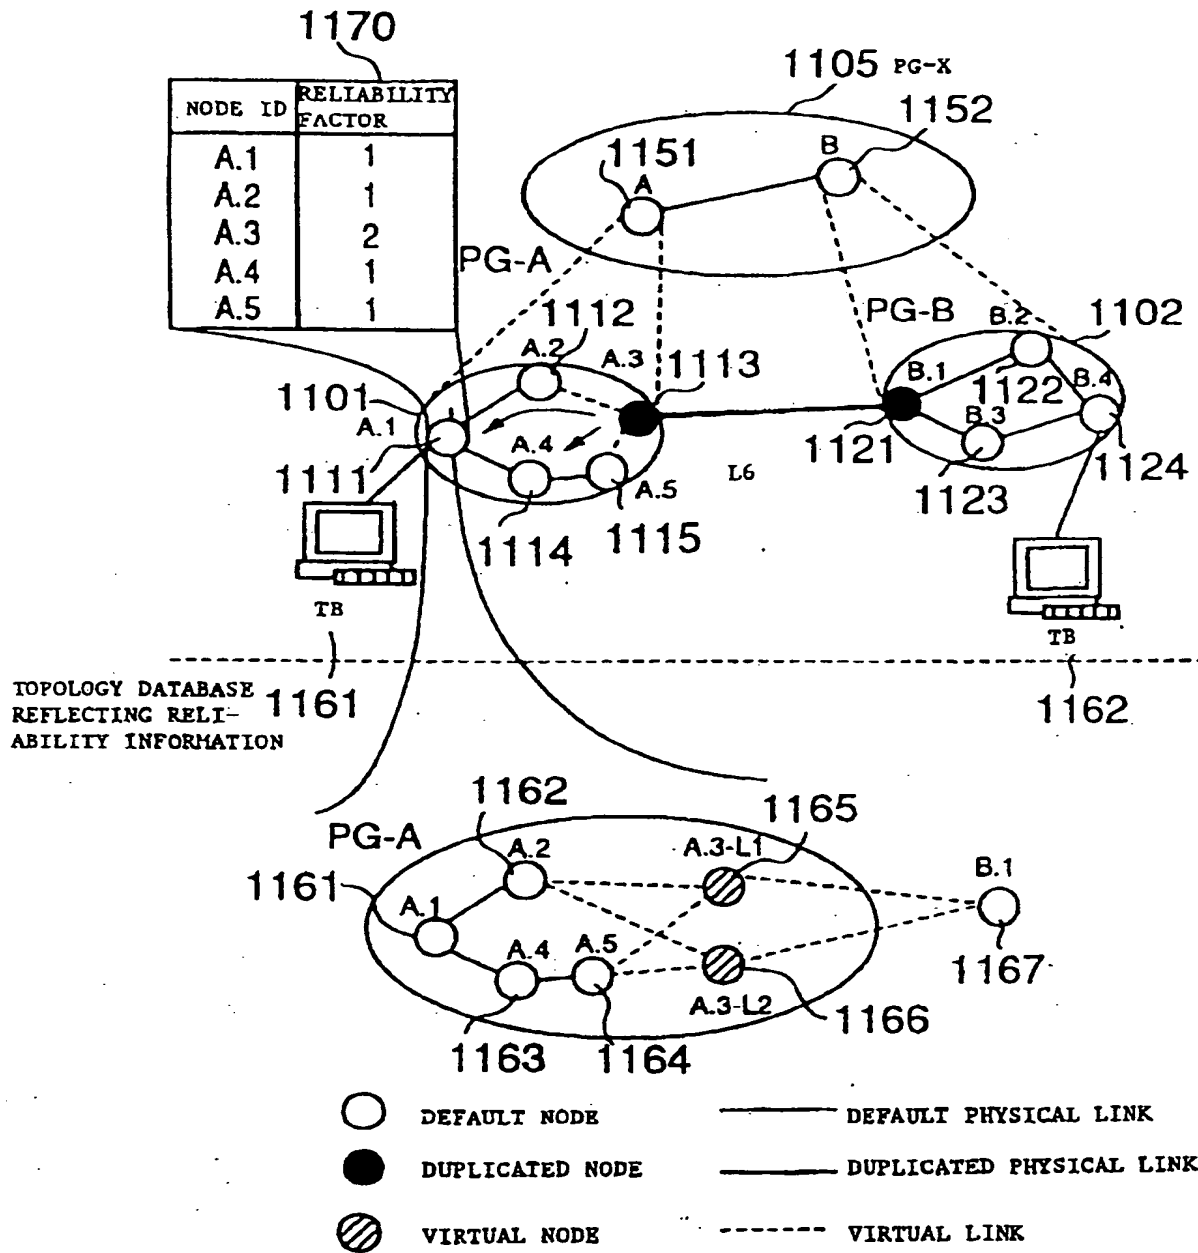 1170
NODE ID RELIABILITY FACTOR
A.1 1
A.2 1
A.3 2
A.4 1
A.5 1
1105 PG-X
1152
1151
B
A
PG-A
PG-B
B.2
1102
1112
A.2
A.3
1113
B.1
1122
B.4
1101
A.1
A.4
B.3
1121
1111
A.5
L6
1123
1124
1114
1115
TB
TB
1161
1162
TOPOLOGY DATABASE
REFLECTING RELI-
ABILITY INFORMATION
1162
1165
PG-A
A.2
A.3-L1
B.1
1161
A.1
A.4
A.5
1167
A.3-L2
1166
1163
1164
DEFAULT NODE
DEFAULT PHYSICAL LINK
DUPLICATED NODE
DUPLICATED PHYSICAL LINK
VIRTUAL NODE
VIRTUAL LINK